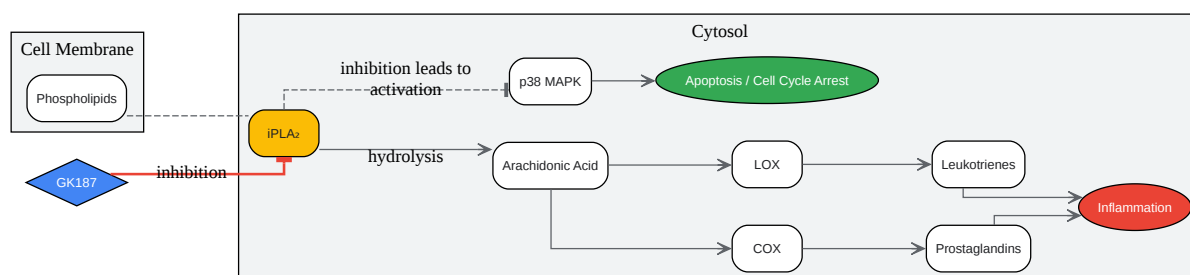 Cytosol
Cell Membrane
Phospholipids
inhibition leads to
activation
p38 MAPK
Apoptosis / Cell Cycle Arrest
iPLA₂
hydrolysis
GK187
inhibition
Arachidonic Acid
LOX
Leukotrienes
Inflammation
COX
Prostaglandins